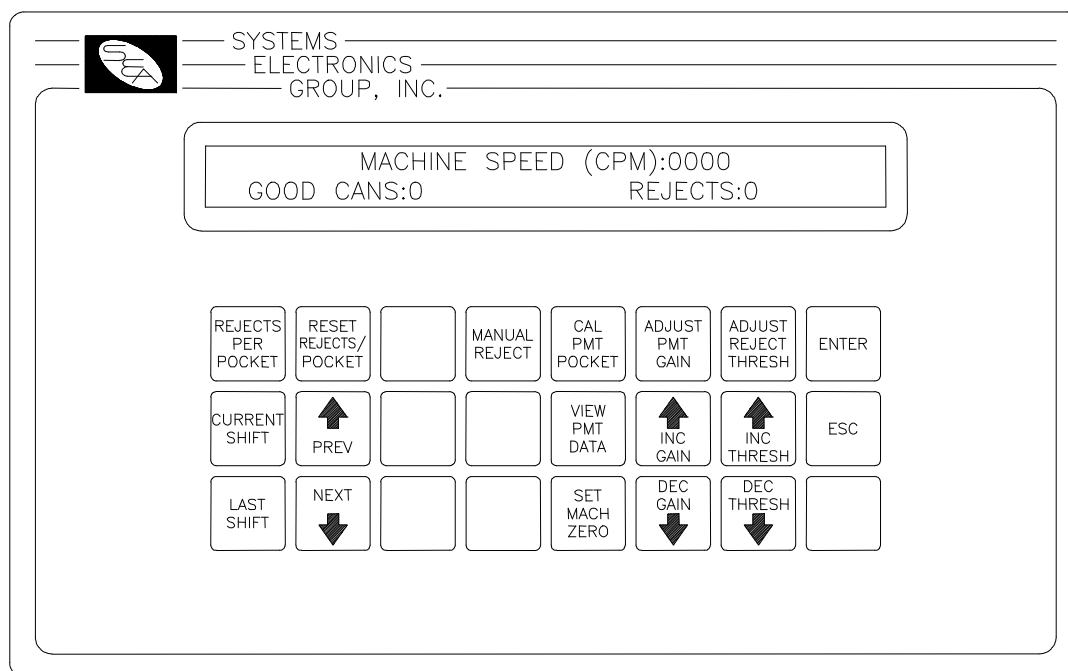 SEA
SYSTEMS
ELECTRONICS
GROUP, INC.
MACHINE SPEED (CPM):0000
GOOD CANS:0 REJECTS:0
REJECTS
PER
POCKET
RESET
REJECTS/
POCKET
MANUAL
REJECT
CAL
PMT
POCKET
ADJUST
PMT
GAIN
ADJUST
REJECT
THRESH
ENTER
CURRENT
SHIFT
PREV
VIEW
PMT
DATA
INC
GAIN
INC
THRESH
ESC
LAST
SHIFT
NEXT
SET
MACH
ZERO
DEC
GAIN
DEC
THRESH